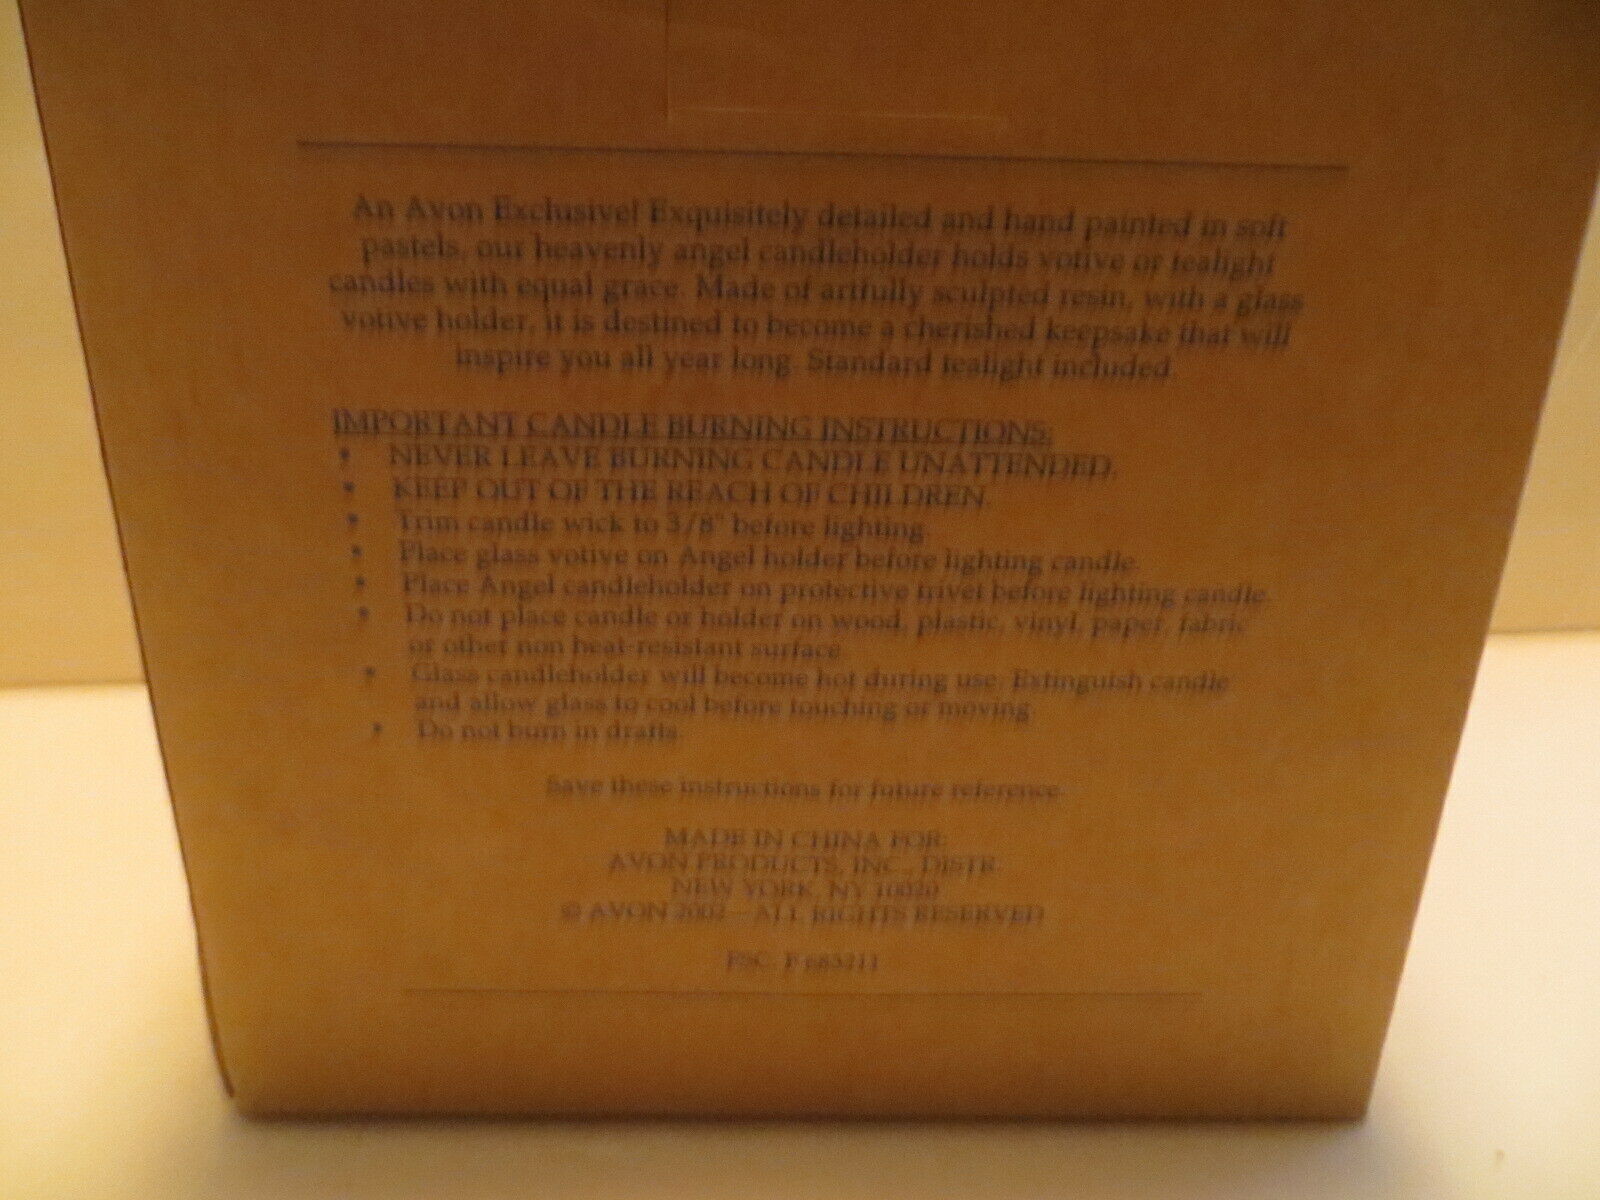 An Avon Exclusive! Exquisitely detailed and hand painted in soft
pastels, our heavenly angel candleholder holds votive or tealight
candles with equal grace. Made of artfully sculpted resin, with a glass
votive holder, it is destined to become a cherished keepsake that will
inspire you all year long. Standard tealight included.
IMPORTANT CANDLE BURNING INSTRUCTIONS:
• NEVER LEAVE BURNING CANDLE UNATTENDED.
• KEEP OUT OF THE REACH OF CHILDREN.
• Trim candle wick to 3/8" before lighting.
• Place glass votive on Angel holder before lighting candle.
• Place Angel candleholder on protective trivet before lighting candle.
• Do not place candle or holder on wood, plastic, vinyl, paper, fabric
or other non heat-resistant surface.
• Glass candleholder will become hot during use. Extinguish candle
and allow glass to cool before touching or moving.
• Do not burn in drafts.
Save these instructions for future reference.
MADE IN CHINA FOR:
AVON PRODUCTS, INC., DISTR.
NEW YORK, NY 10020
© AVON 2002 – ALL RIGHTS RESERVED